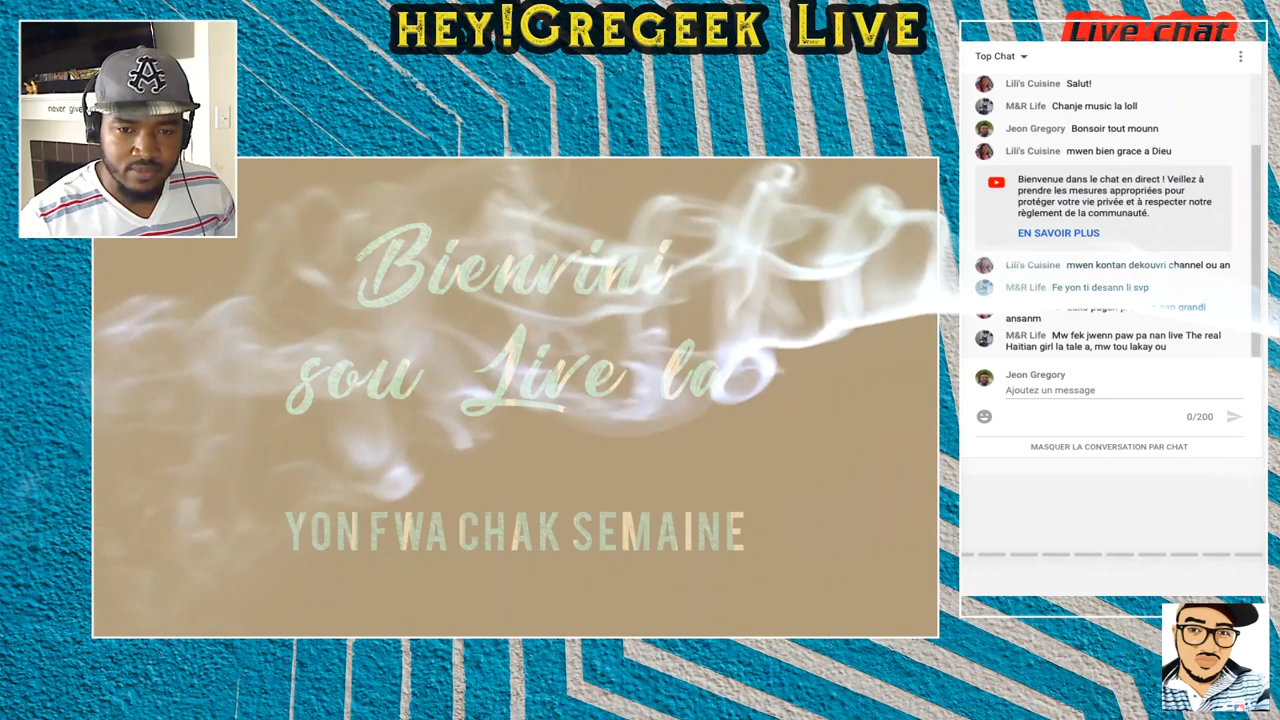 hey!Gregeek Live
Live chat
never give
Top Chat
Lili's Cuisine Salut!
M&R Life Chanje music la loll
Jeon Gregory Bonsoir tout mounn
Lili's Cuisine mwen bien grace a Dieu
Bienvenue dans le chat en direct ! Veillez à
prendre les mesures appropriées pour
protéger votre vie privée et à respecter notre
règlement de la communauté.
EN SAVOIR PLUS
Lili's Cuisine mwen kontan dekouvri channel ou an
M&R Life Fe yon ti desann li svp
grandi
ansanm
M&R Life Mw fek jwenn paw pa nan live The real
Haitian girl la tale a, mw tou lakay ou
Jeon Gregory
Ajoutez un message
0/200
MASQUER LA CONVERSATION PAR CHAT
Bienvini
sou Live la
YON FWA CHAK SEMAINE